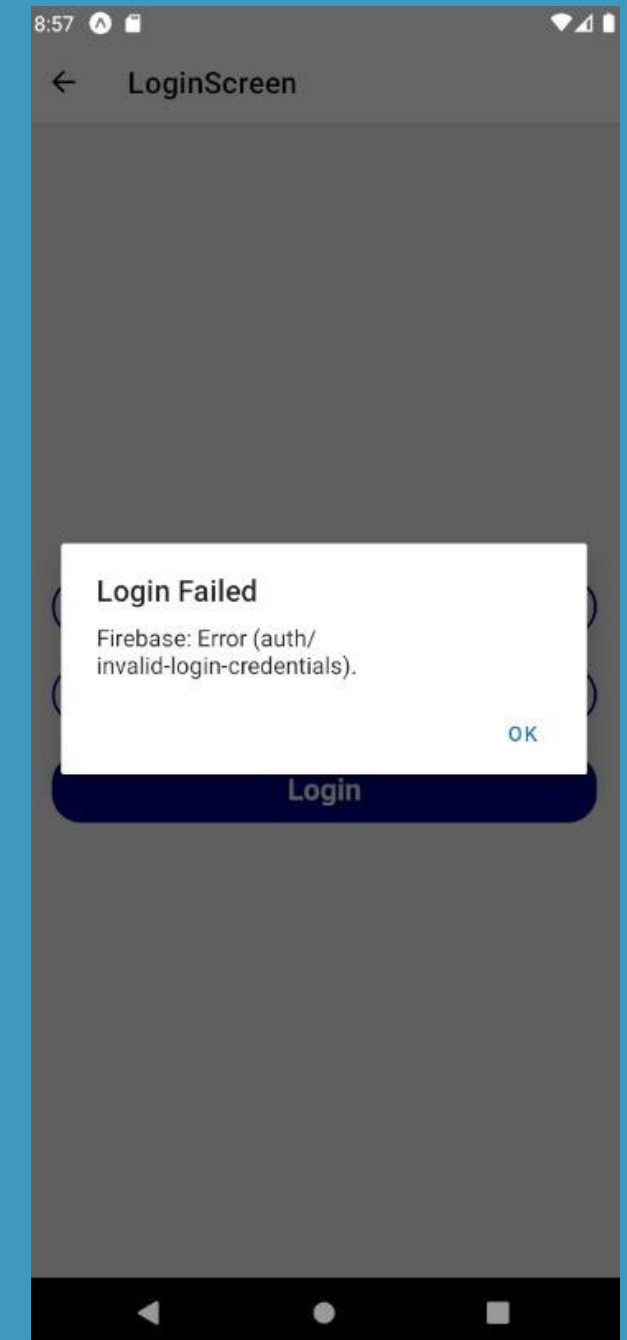 8:57
LoginScreen
Login Failed
Firebase: Error (auth/
invalid-login-credentials).
OK
Login